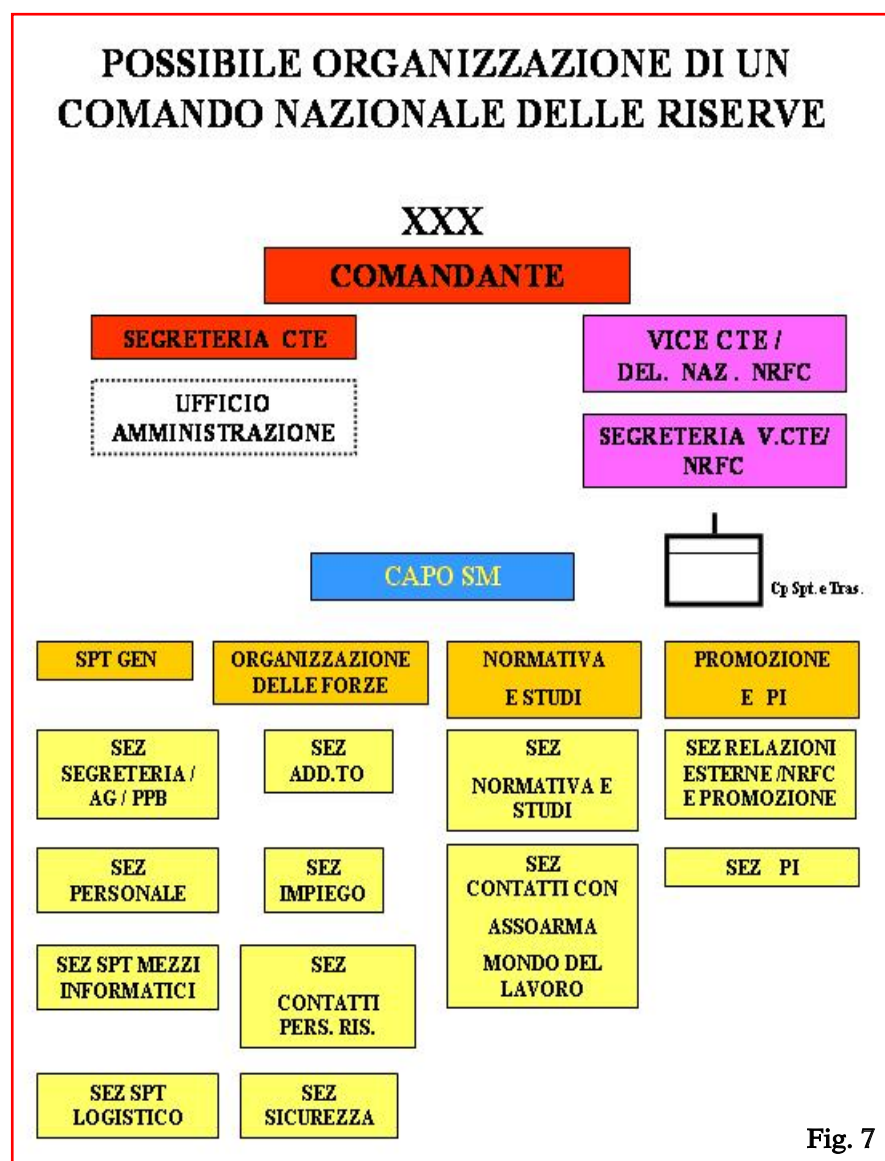 POSSIBILE ORGANIZZAZIONE DI UN
COMANDO NAZIONALE DELLE RISERVE
XXX
COMANDANTE
SEGRETERIA CTE
UFFICIO
AMMINISTRAZIONE
VICE CTE /
DEL. NAZ . NRFC
SEGRETERIA V.CTE/
NRFC
CAPO SM
Cp Spt. e Tras.
SPT GEN
SEZ
SEGRETERIA /
AG / PPB
SEZ
PERSONALE
SEZ SPT MEZZI
INFORMATICI
SEZ SPT
LOGISTICO
ORGANIZZAZIONE
DELLE FORZE
SEZ
ADD.TO
SEZ
IMPIEGO
SEZ
CONTATTI
PERS. RIS.
SEZ
SICUREZZA
NORMATIVA
E STUDI
SEZ
NORMATIVA E
STUDI
SEZ
CONTATTI CON
ASSOARMA
MONDO DEL
LAVORO
PROMOZIONE
E PI
SEZ RELAZIONI
ESTERNE /NRFC
E PROMOZIONE
SEZ PI
Fig. 7